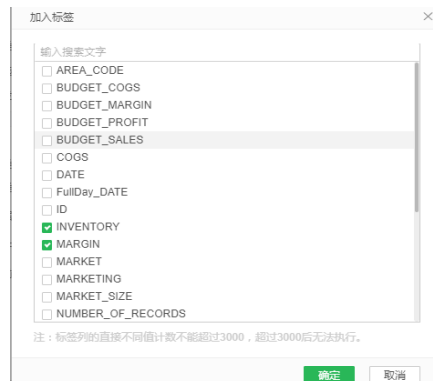 加入标签
输入搜索文字
AREA_CODE
BUDGET_COGS
BUDGET_MARGIN
BUDGET_PROFIT
BUDGET_SALES
COGS
DATE
FullDay_DATE
ID
INVENTORY
MARGIN
MARKET
MARKETING
MARKET_SIZE
NUMBER_OF_RECORDS
注：标签列的直接不同值计数不能超过3000，超过3000后无法执行。
确定 取消